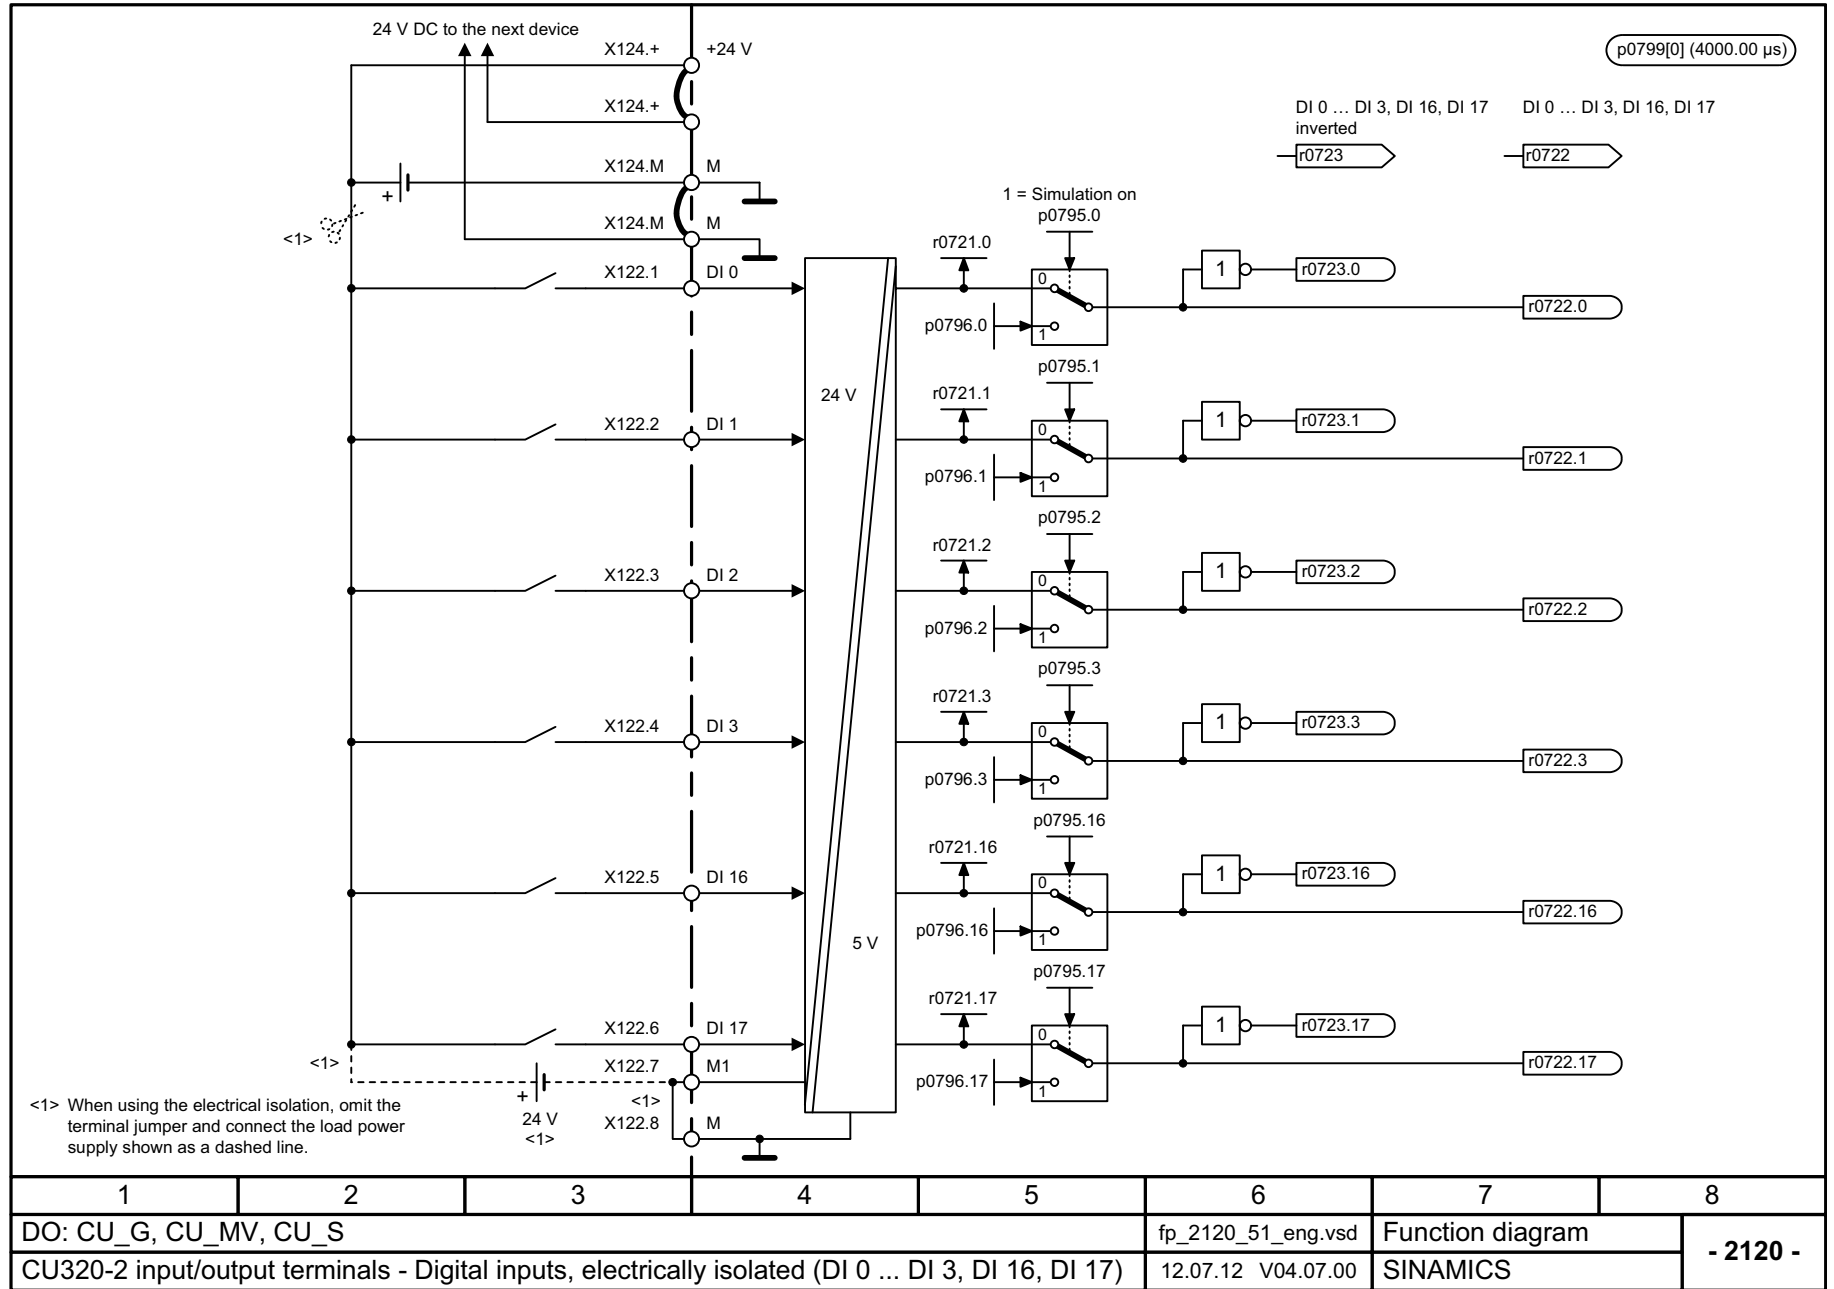 24 V DC to the next device
X124.+
+24 V
p0799[0] (4000.00 µs)
X124.+
DI 0 ... DI 3, DI 16, DI 17
inverted
DI 0 ... DI 3, DI 16, DI 17
r0723
r0722
X124.M
M
+
1 = Simulation on
p0795.0
<1>
X124.M
M
r0721.0
X122.1
DI 0
0
1
r0723.0
r0722.0
p0796.0
1
p0795.1
24 V
r0721.1
X122.2
DI 1
0
1
r0723.1
r0722.1
p0796.1
1
p0795.2
r0721.2
X122.3
DI 2
0
1
r0723.2
r0722.2
p0796.2
1
p0795.3
r0721.3
X122.4
DI 3
0
1
r0723.3
r0722.3
p0796.3
1
p0795.16
r0721.16
X122.5
DI 16
0
1
r0723.16
r0722.16
p0796.16
1
5 V
p0795.17
r0721.17
X122.6
DI 17
0
1
r0723.17
r0722.17
<1>
X122.7
M1
p0796.17
1
+
24 V
<1>
<1>
X122.8
M
<1> When using the electrical isolation, omit the
terminal jumper and connect the load power
supply shown as a dashed line.
1
2
3
4
5
6
7
8
DO: CU_G, CU_MV, CU_S
fp_2120_51_eng.vsd
Function diagram
- 2120 -
CU320-2 input/output terminals - Digital inputs, electrically isolated (DI 0 ... DI 3, DI 16, DI 17)
12.07.12 V04.07.00
SINAMICS